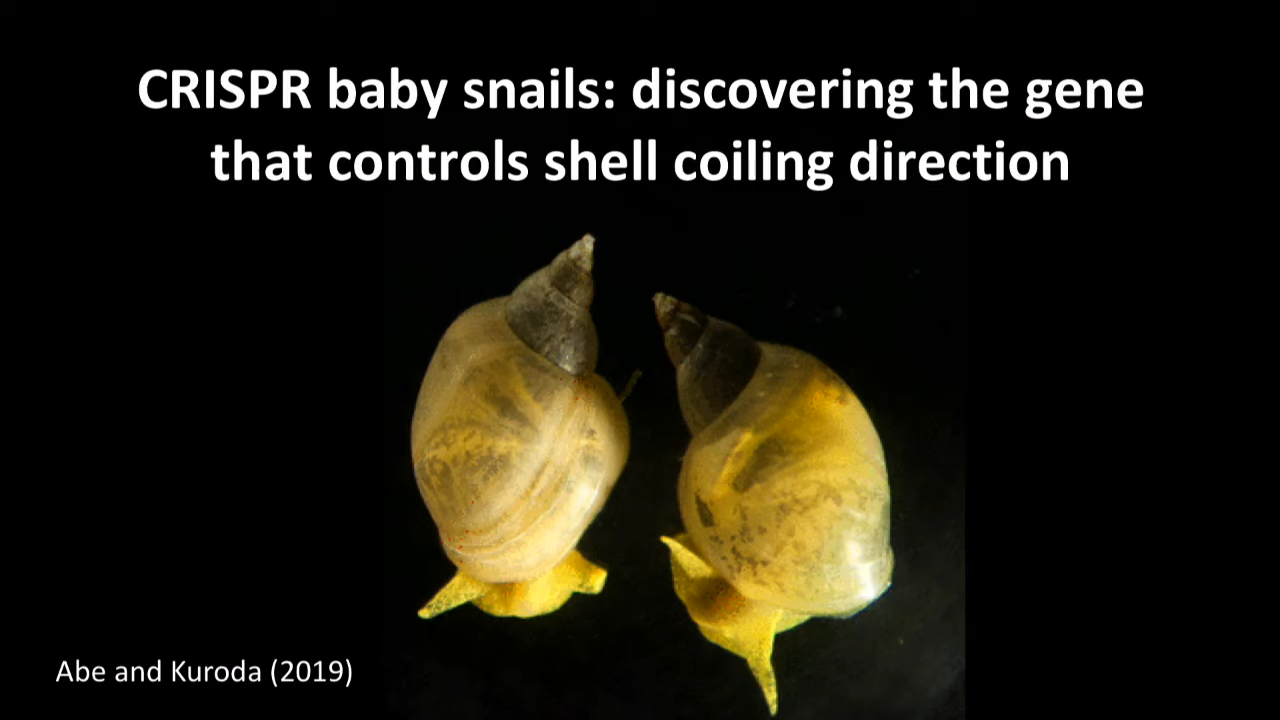 CRISPR baby snails: discovering the gene
that controls shell coiling direction
Abe and Kuroda (2019)